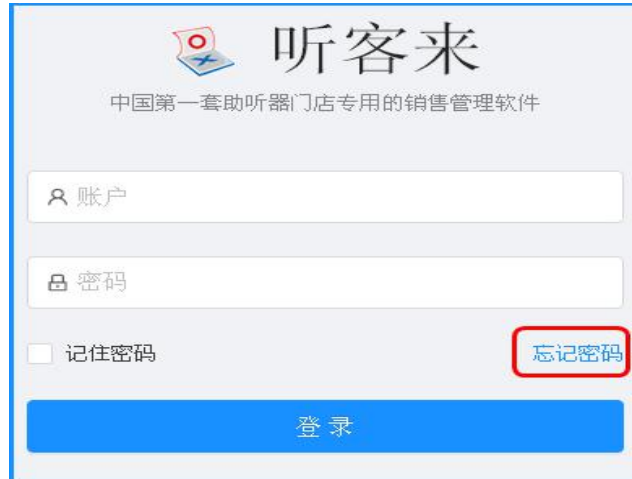 听客来
中国第一套助听器门店专用的销售管理软件
账户
密码
记住密码
忘记密码
登录